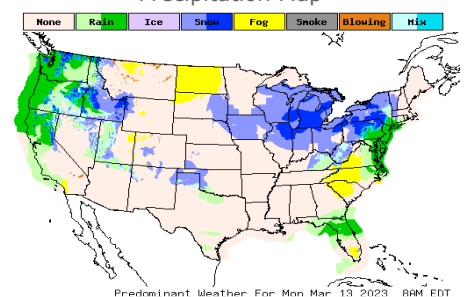 Precipitation Map
None Rain Ice Snow Fog Smoke Blowing Mix
Predominant Weather For Mon Mar 13 2023 8AM EDT